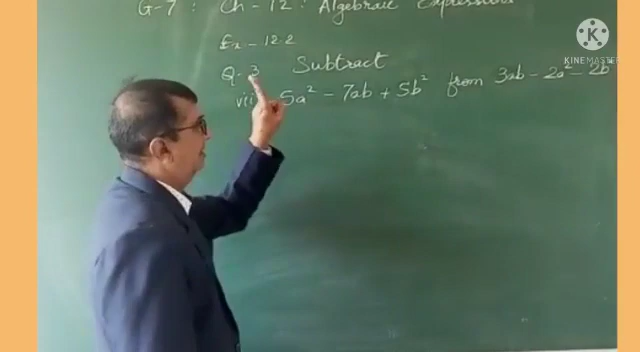 G-7 : Ch-12 : Algebraic Expressions
Ex - 12.2
Q. 3 Subtract
vii 5a² - 7ab + 5b² from 3ab - 2a² - 2b²
K
KINEMASTER